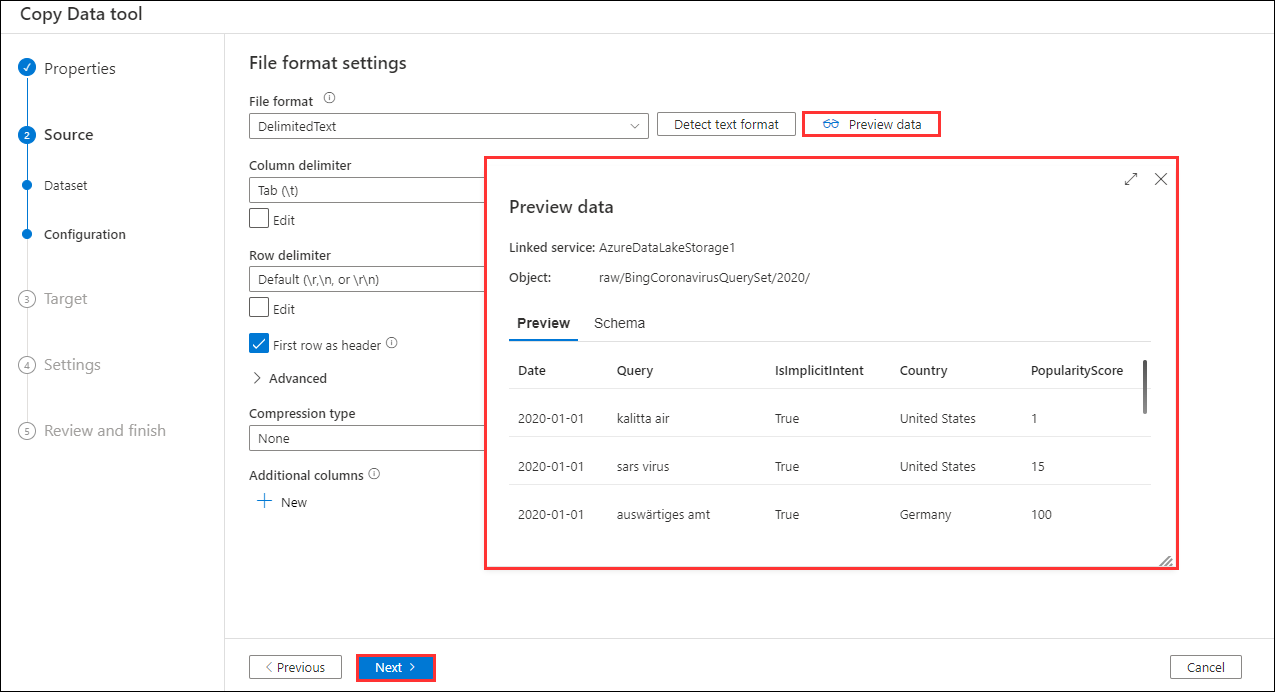 Copy Data tool
Properties
2 Source
Dataset
Configuration
3 Target
4 Settings
5 Review and finish
File format settings
File format
DelimitedText
Detect text format
Preview data
Column delimiter
Tab (\t)
Edit
Row delimiter
Default (\r,\n, or \r\n)
Edit
First row as header
Advanced
Compression type
None
Additional columns
New
Preview data
Linked service: AzureDataLakeStorage1
Object: raw/BingCoronavirusQuerySet/2020/
Preview Schema
Date Query IsImplicitIntent Country PopularityScore
2020-01-01 kalitta air True United States 1
2020-01-01 sars virus True United States 15
2020-01-01 auswärtiges amt True Germany 100
Previous
Next
Cancel